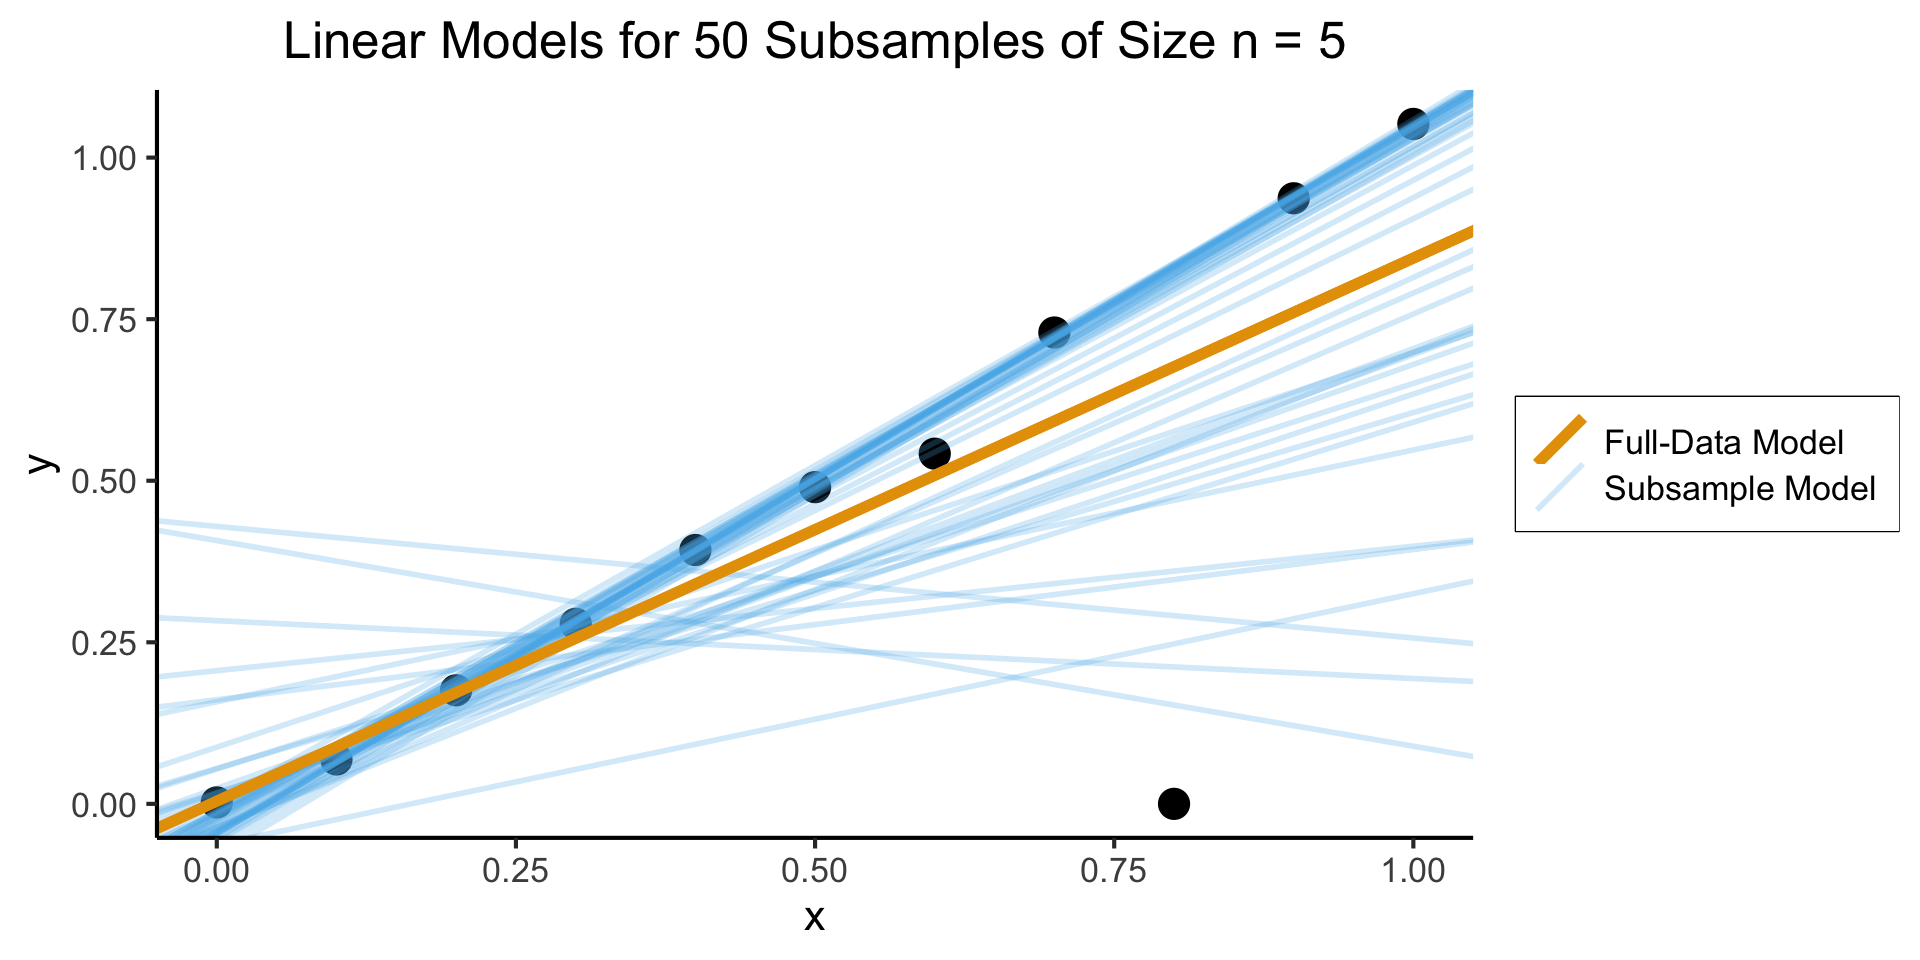 Linear Models for 50 Subsamples of Size n = 5
1.00
0.75
0.50
0.25
0.00
y
0.00 0.25 0.50 0.75 1.00
x
Full-Data Model
Subsample Model